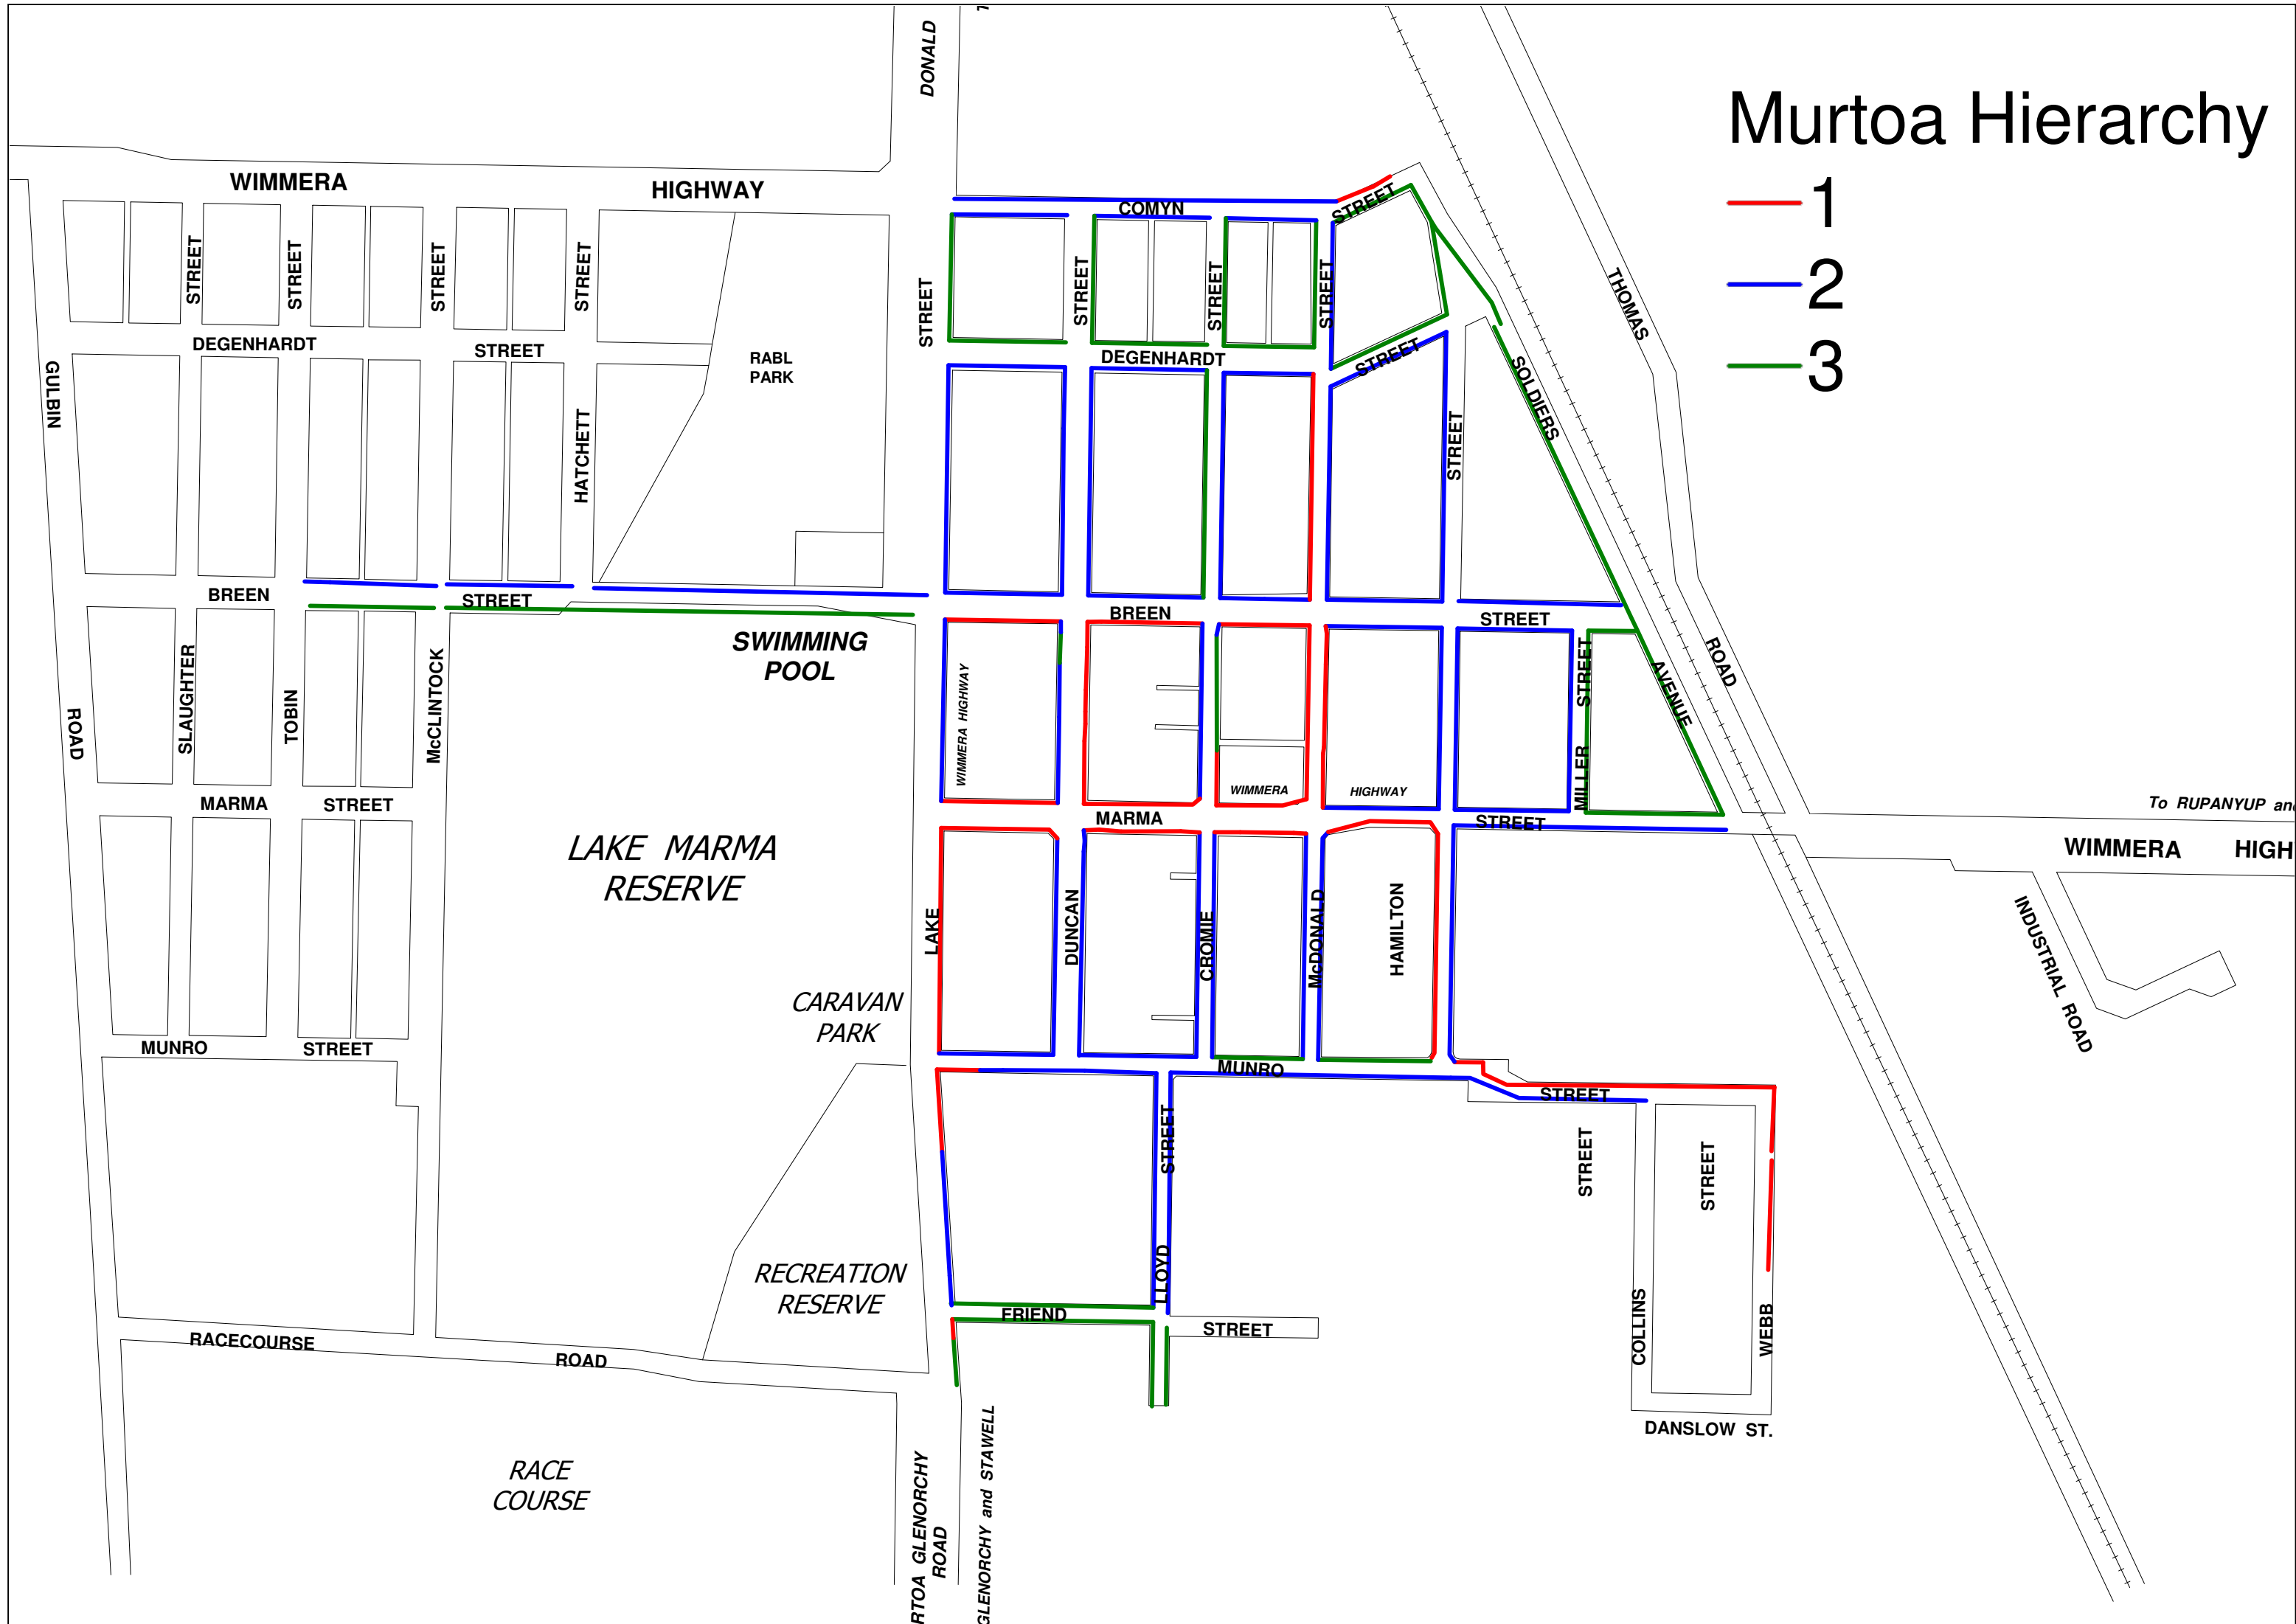 Murtoa Hierarchy
1
2
3
DONALD
WIMMERA
HIGHWAY
COMYN
STREET
STREET
STREET
STREET
STREET
STREET
STREET
STREET
STREET
DEGENHARDT
STREET
DEGENHARDT
STREET
RABL
PARK
THOMAS
ROAD
SOLDIERS
AVENUE
GULBIN
ROAD
HATCHETT
STREET
BREEN
STREET
BREEN
STREET
SWIMMING
POOL
WIMMERA HIGHWAY
SLAUGHTER
TOBIN
McCLINTOCK
MILLER
STREET
WIMMERA
HIGHWAY
MARMA
STREET
MARMA
STREET
To RUPANYUP an
WIMMERA
HIGH
LAKE MARMA
RESERVE
LAKE
DUNCAN
CROMIE
McDONALD
HAMILTON
INDUSTRIAL ROAD
CARAVAN
PARK
MUNRO
STREET
MUNRO
STREET
STREET
STREET
STREET
LLOYD
RECREATION
RESERVE
FRIEND
STREET
COLLINS
WEBB
RACECOURSE
ROAD
DANSLOW ST.
RACE
COURSE
RTOA GLENORCHY
ROAD
GLENORCHY and STAWELL